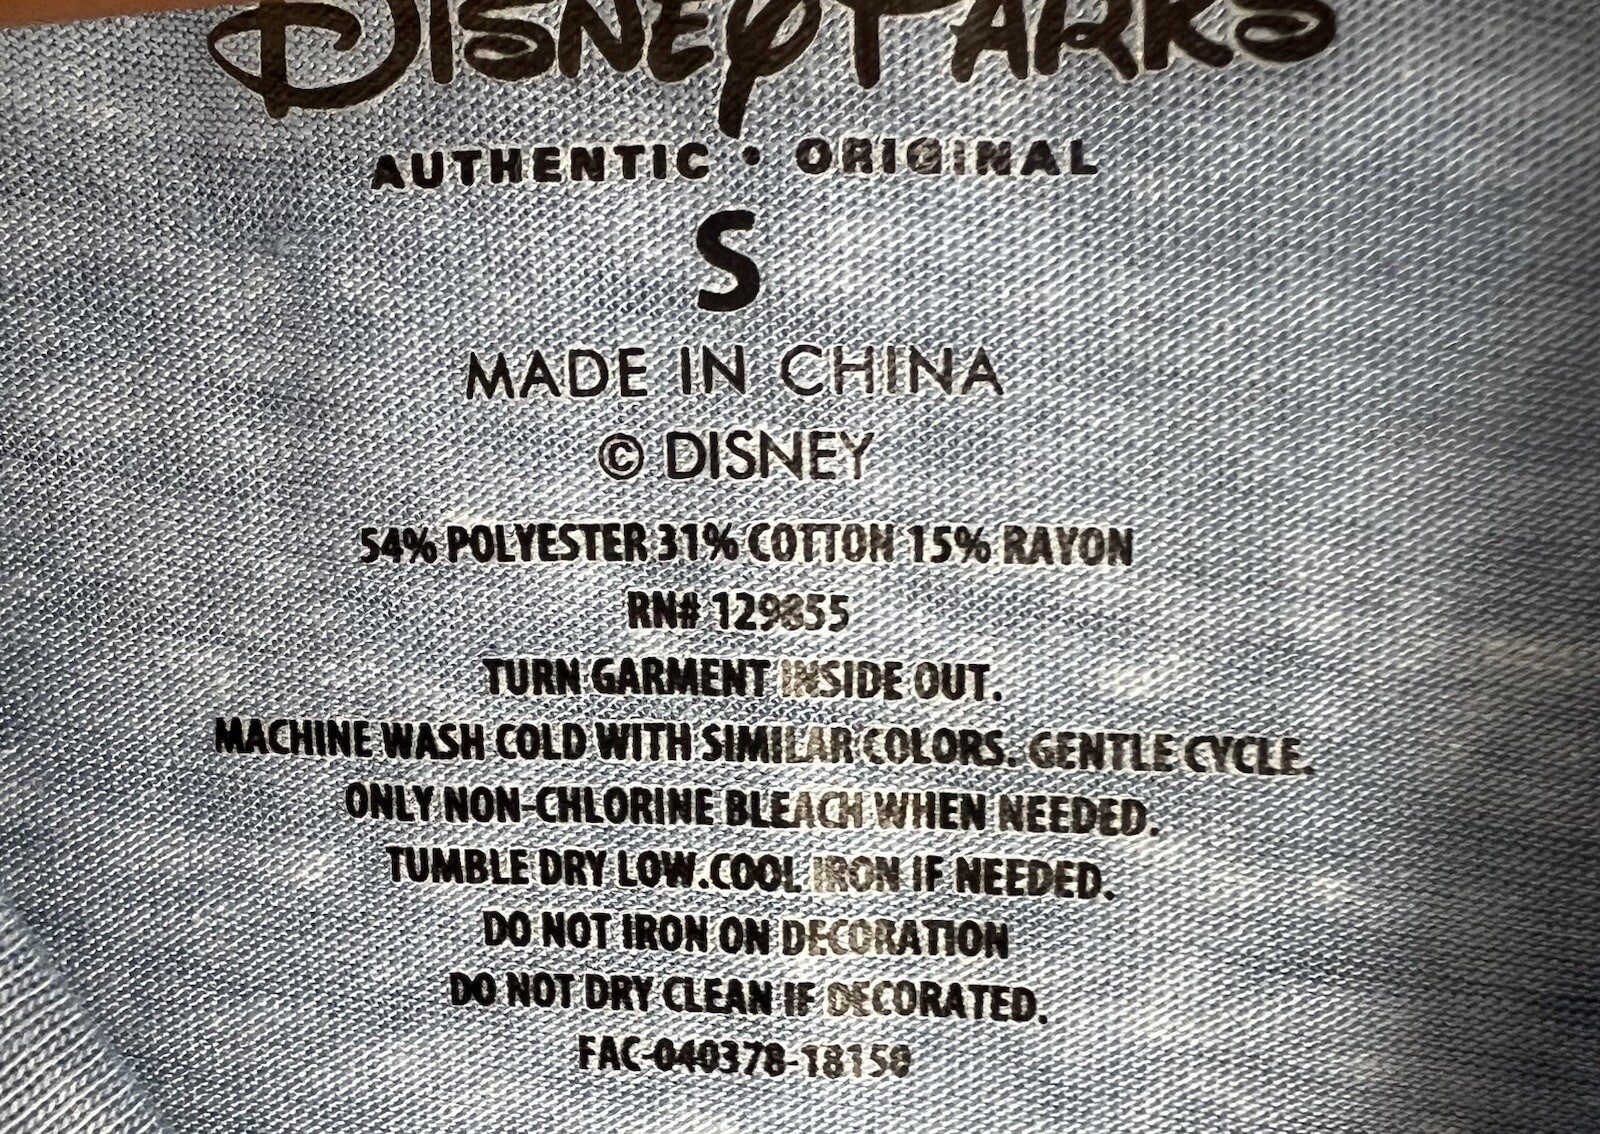 DISNEY PARKS
AUTHENTIC • ORIGINAL
S
MADE IN CHINA
© DISNEY
54% POLYESTER 31% COTTON 15% RAYON
RN# 129855
TURN GARMENT INSIDE OUT.
MACHINE WASH COLD WITH SIMILAR COLORS. GENTLE CYCLE.
ONLY NON-CHLORINE BLEACH WHEN NEEDED.
TUMBLE DRY LOW.COOL IRON IF NEEDED.
DO NOT IRON ON DECORATION
DO NOT DRY CLEAN IF DECORATED.
FAC-040378-18150